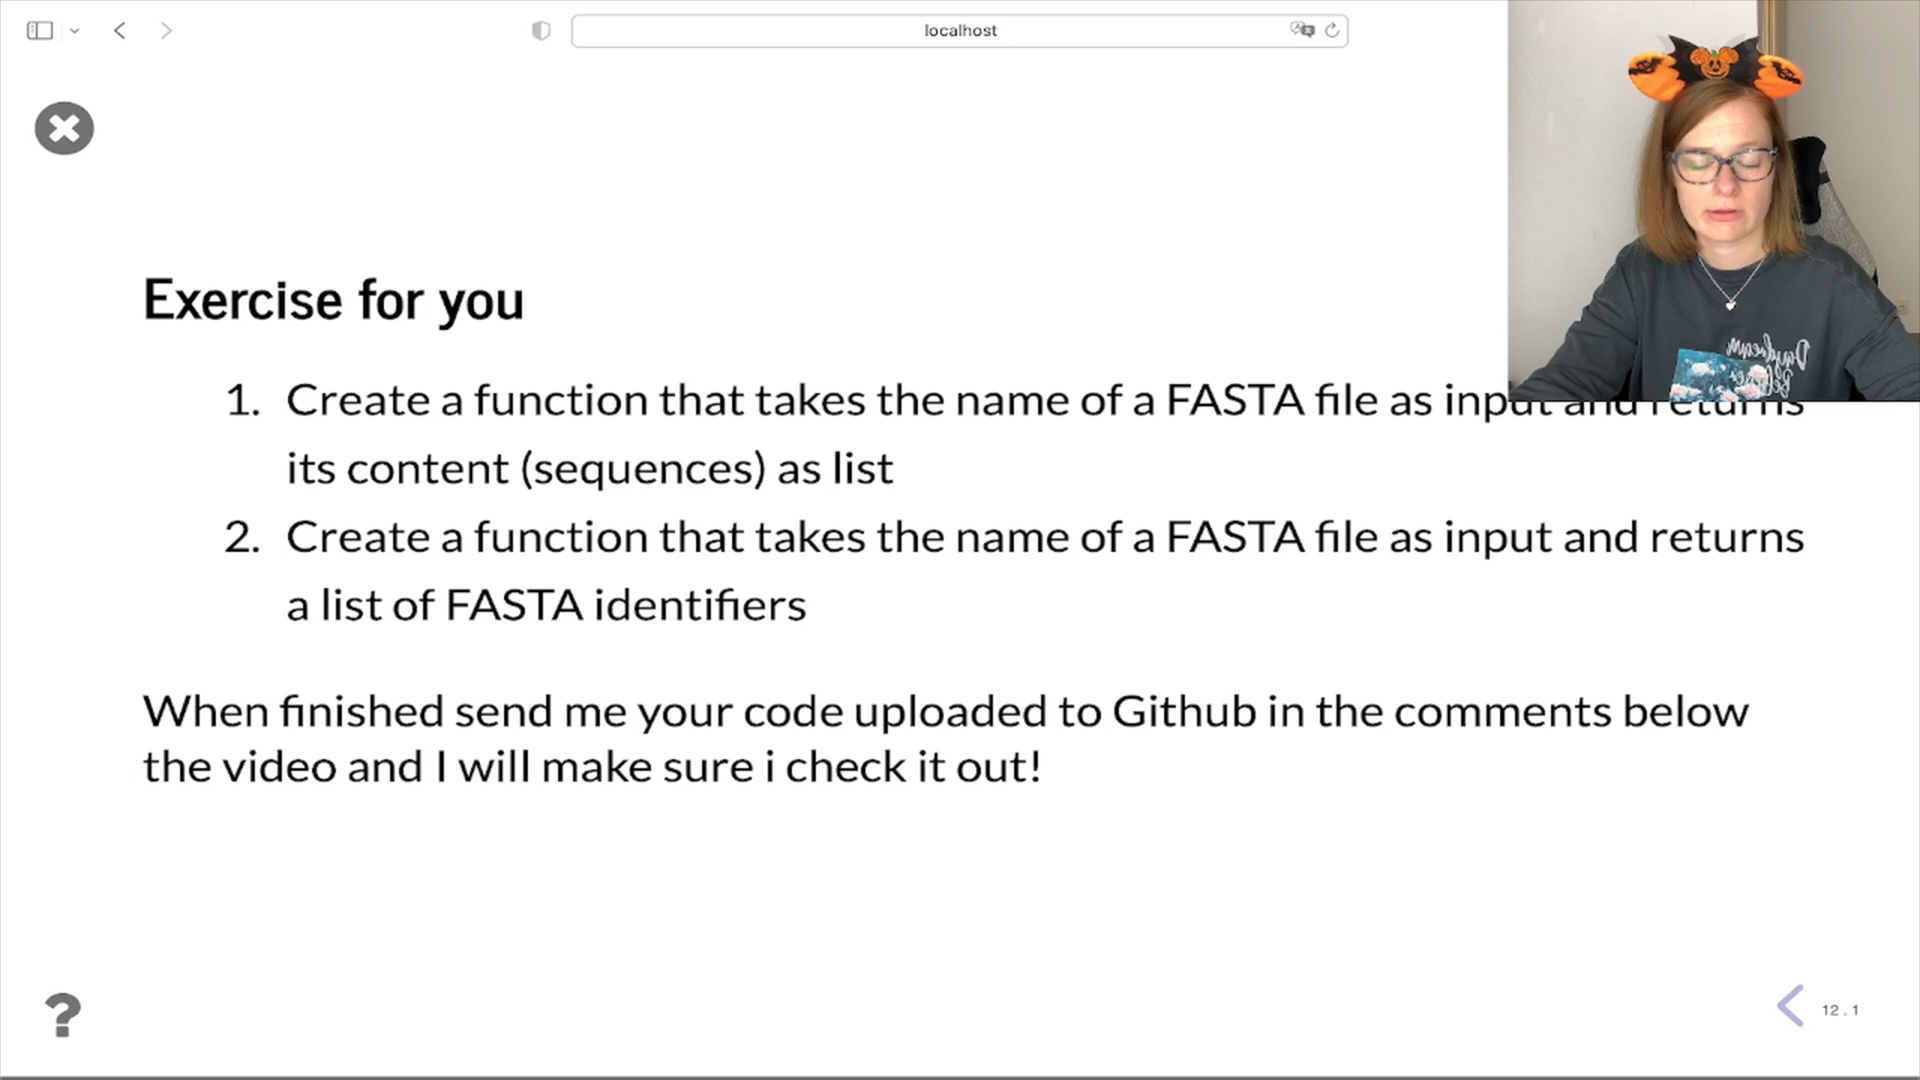 localhost
Exercise for you
1. Create a function that takes the name of a FASTA file as input and returns
its content (sequences) as list
2. Create a function that takes the name of a FASTA file as input and returns
a list of FASTA identifiers
When finished send me your code uploaded to Github in the comments below
the video and I will make sure i check it out!
?
12.1
Daydream